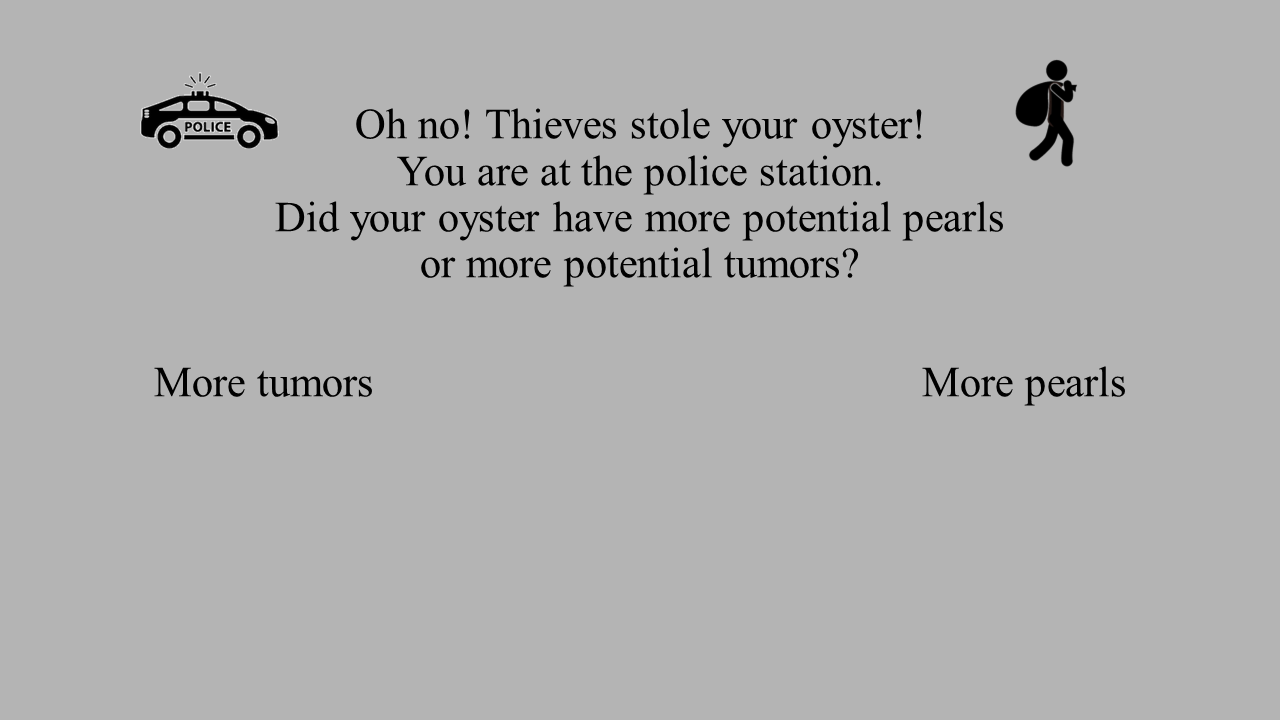 POLICE
Oh no! Thieves stole your oyster!
You are at the police station.
Did your oyster have more potential pearls
or more potential tumors?
More tumors
More pearls